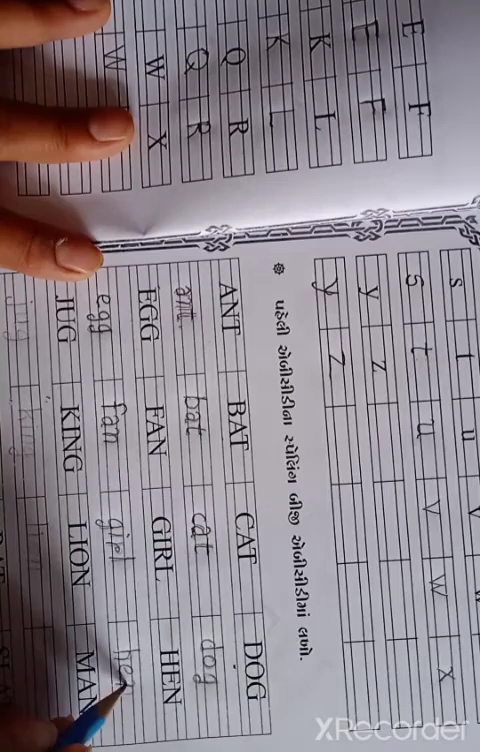 E F
E F
K L
K L
Q R
Q R
W X
W
s t u v
s t u v w x
y z
y z
❋ પહેલી એબીસીડીના સ્પેલિંગ બીજી એબીસીડીમાં લખો.
ANT BAT CAT DOG
ant bat cat dog
EGG FAN GIRL HEN
egg fan girl hen
JUG KING LION MAN
jug king lion
XRecorder